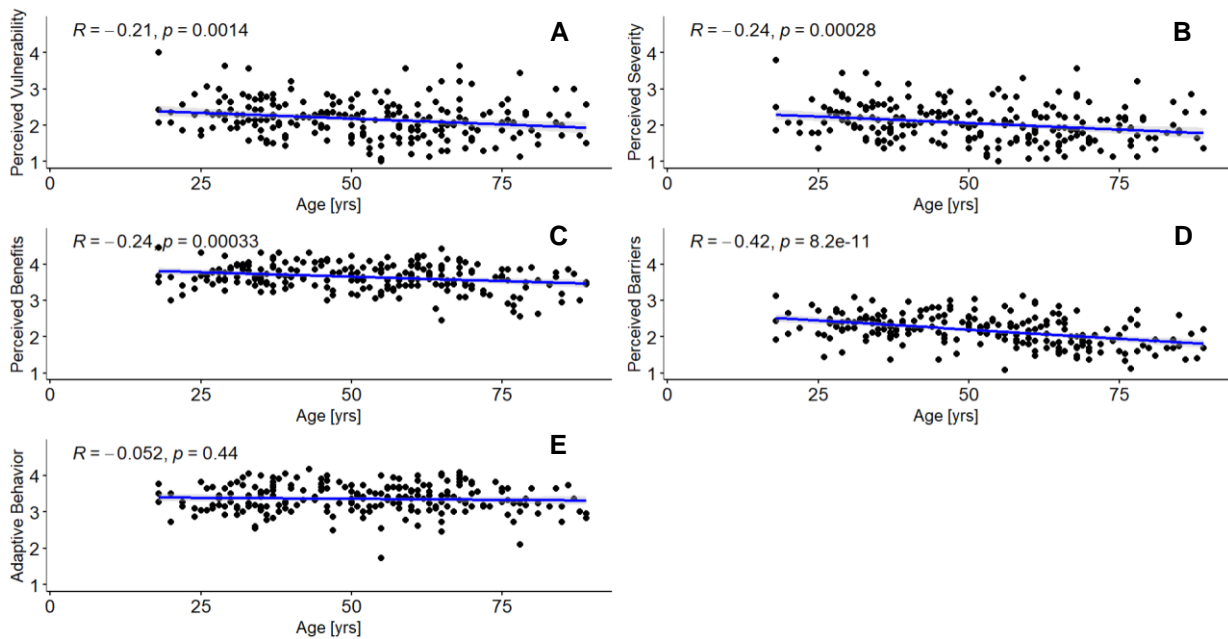 R = −0.21, p = 0.0014
A
Perceived Vulnerability
4
3
2
1
0
25
50
75
Age [yrs]
R = −0.24, p = 0.00028
B
Perceived Severity
4
3
2
1
0
25
50
75
Age [yrs]
R = −0.24, p = 0.00033
C
Perceived Benefits
4
3
2
1
0
25
50
75
Age [yrs]
R = −0.42, p = 8.2e-11
D
Perceived Barriers
4
3
2
1
0
25
50
75
Age [yrs]
R = −0.052, p = 0.44
E
Adaptive Behavior
4
3
2
1
0
25
50
75
Age [yrs]